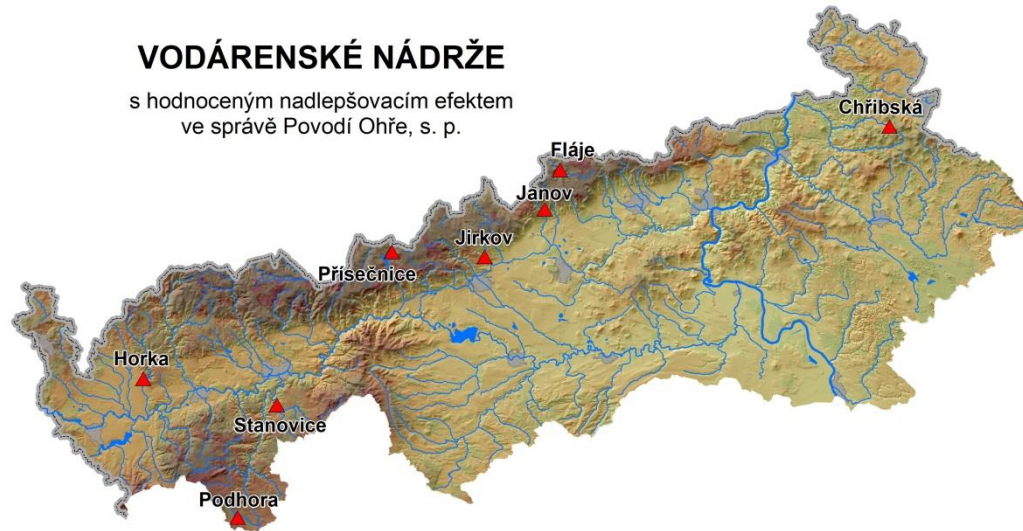 VODÁRENSKÉ NÁDRŽE
s hodnoceným nadlepšovacím efektem
ve správě Povodí Ohře, s. p.
Chřibská
Fláje
Janov
Jirkov
Přísečnice
Horka
Stanovice
Podhora